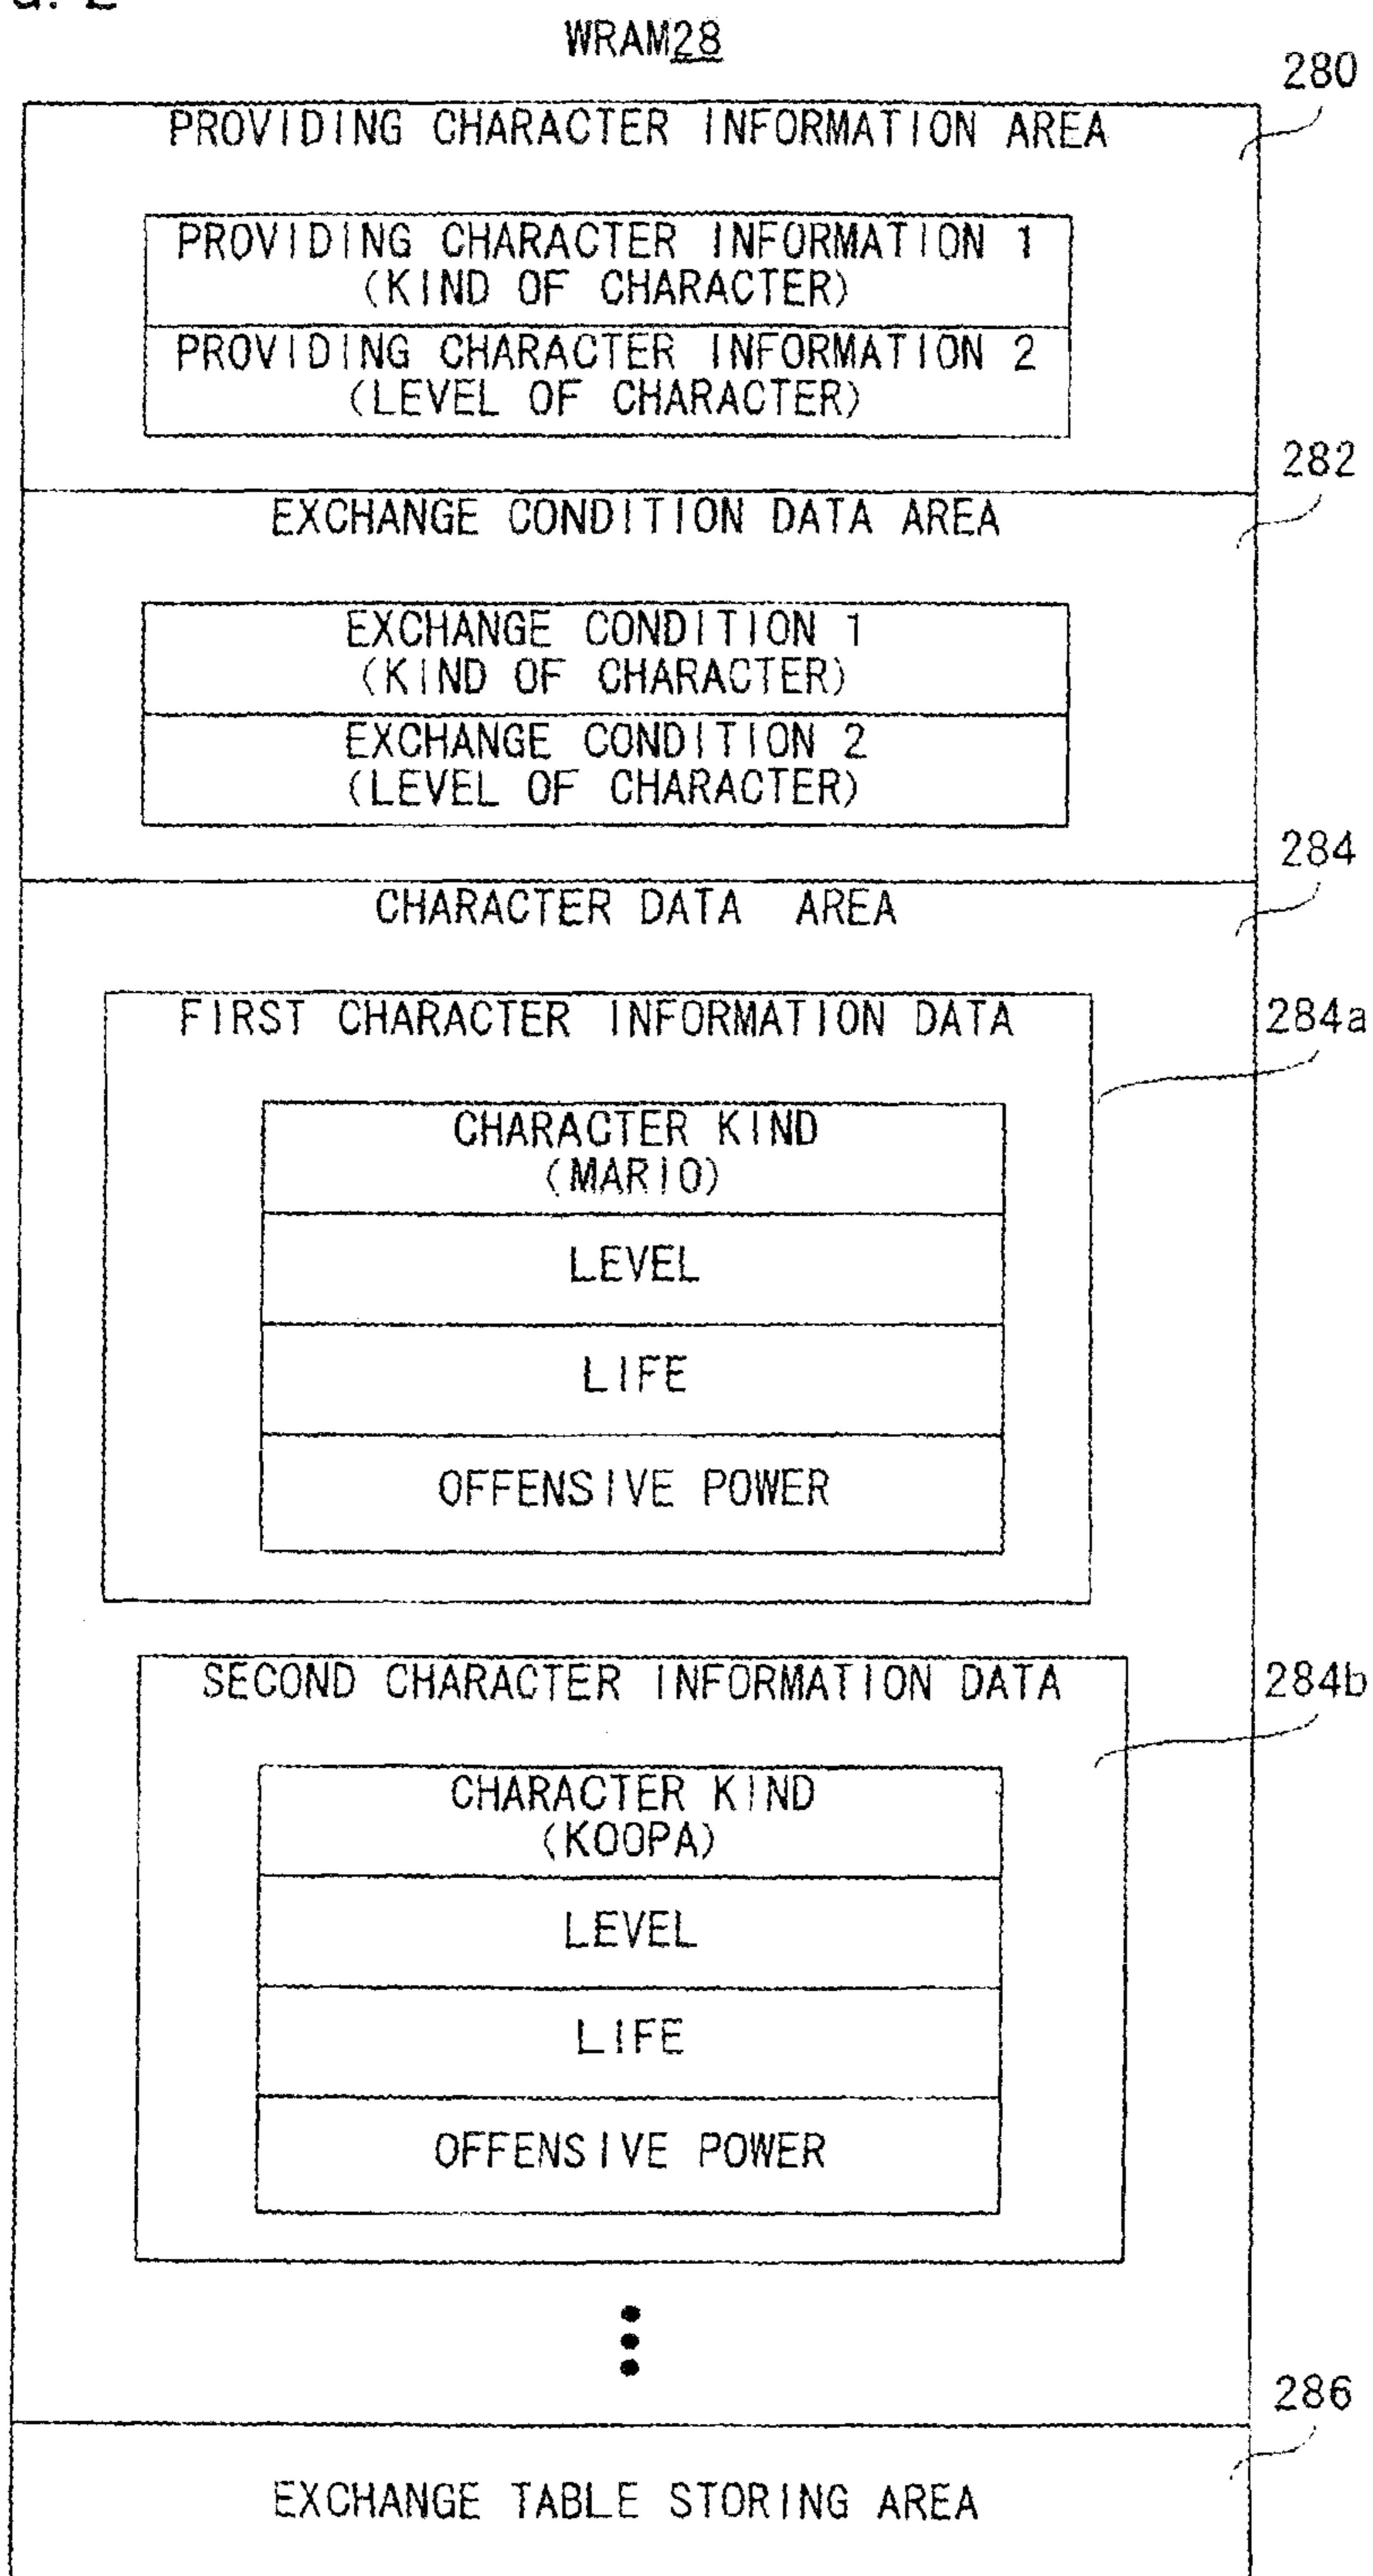 WRAM28
280
PROVIDING CHARACTER INFORMATION AREA
PROVIDING CHARACTER INFORMATION 1
(KIND OF CHARACTER)
PROVIDING CHARACTER INFORMATION 2
(LEVEL OF CHARACTER)
282
EXCHANGE CONDITION DATA AREA
EXCHANGE CONDITION 1
(KIND OF CHARACTER)
EXCHANGE CONDITION 2
(LEVEL OF CHARACTER)
284
CHARACTER DATA AREA
FIRST CHARACTER INFORMATION DATA
284a
CHARACTER KIND
(MARIO)
LEVEL
LIFE
OFFENSIVE POWER
SECOND CHARACTER INFORMATION DATA
284b
CHARACTER KIND
(KOOPA)
LEVEL
LIFE
OFFENSIVE POWER
286
EXCHANGE TABLE STORING AREA